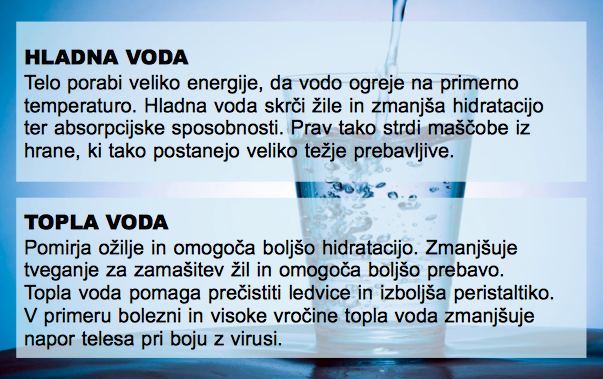 HLADNA VODA
Telo porabi veliko energije, da vodo ogreje na primerno
temperaturo. Hladna voda skrči žile in zmanjša hidratacijo
ter absorpcijske sposobnosti. Prav tako strdi maščobe iz
hrane, ki tako postanejo veliko težje prebavljive.
TOPLA VODA
Pomirja ožilje in omogoča boljšo hidratacijo. Zmanjšuje
tveganje za zamašitev žil in omogoča boljšo prebavo.
Topla voda pomaga prečistiti ledvice in izboljša peristaltiko.
V primeru bolezni in visoke vročine topla voda zmanjšuje
napor telesa pri boju z virusi.